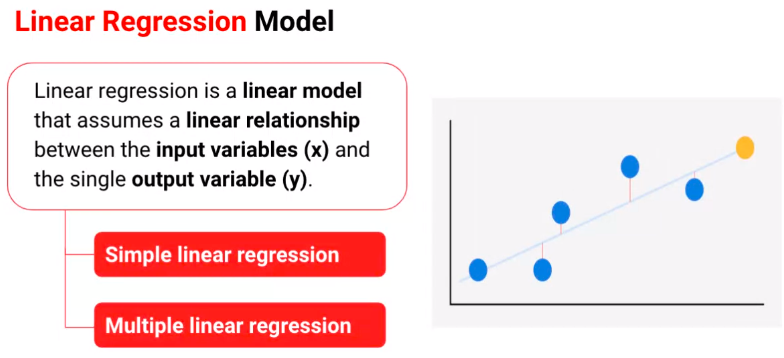 Linear Regression Model
Linear regression is a linear model
that assumes a linear relationship
between the input variables (x) and
the single output variable (y).
Simple linear regression
Multiple linear regression